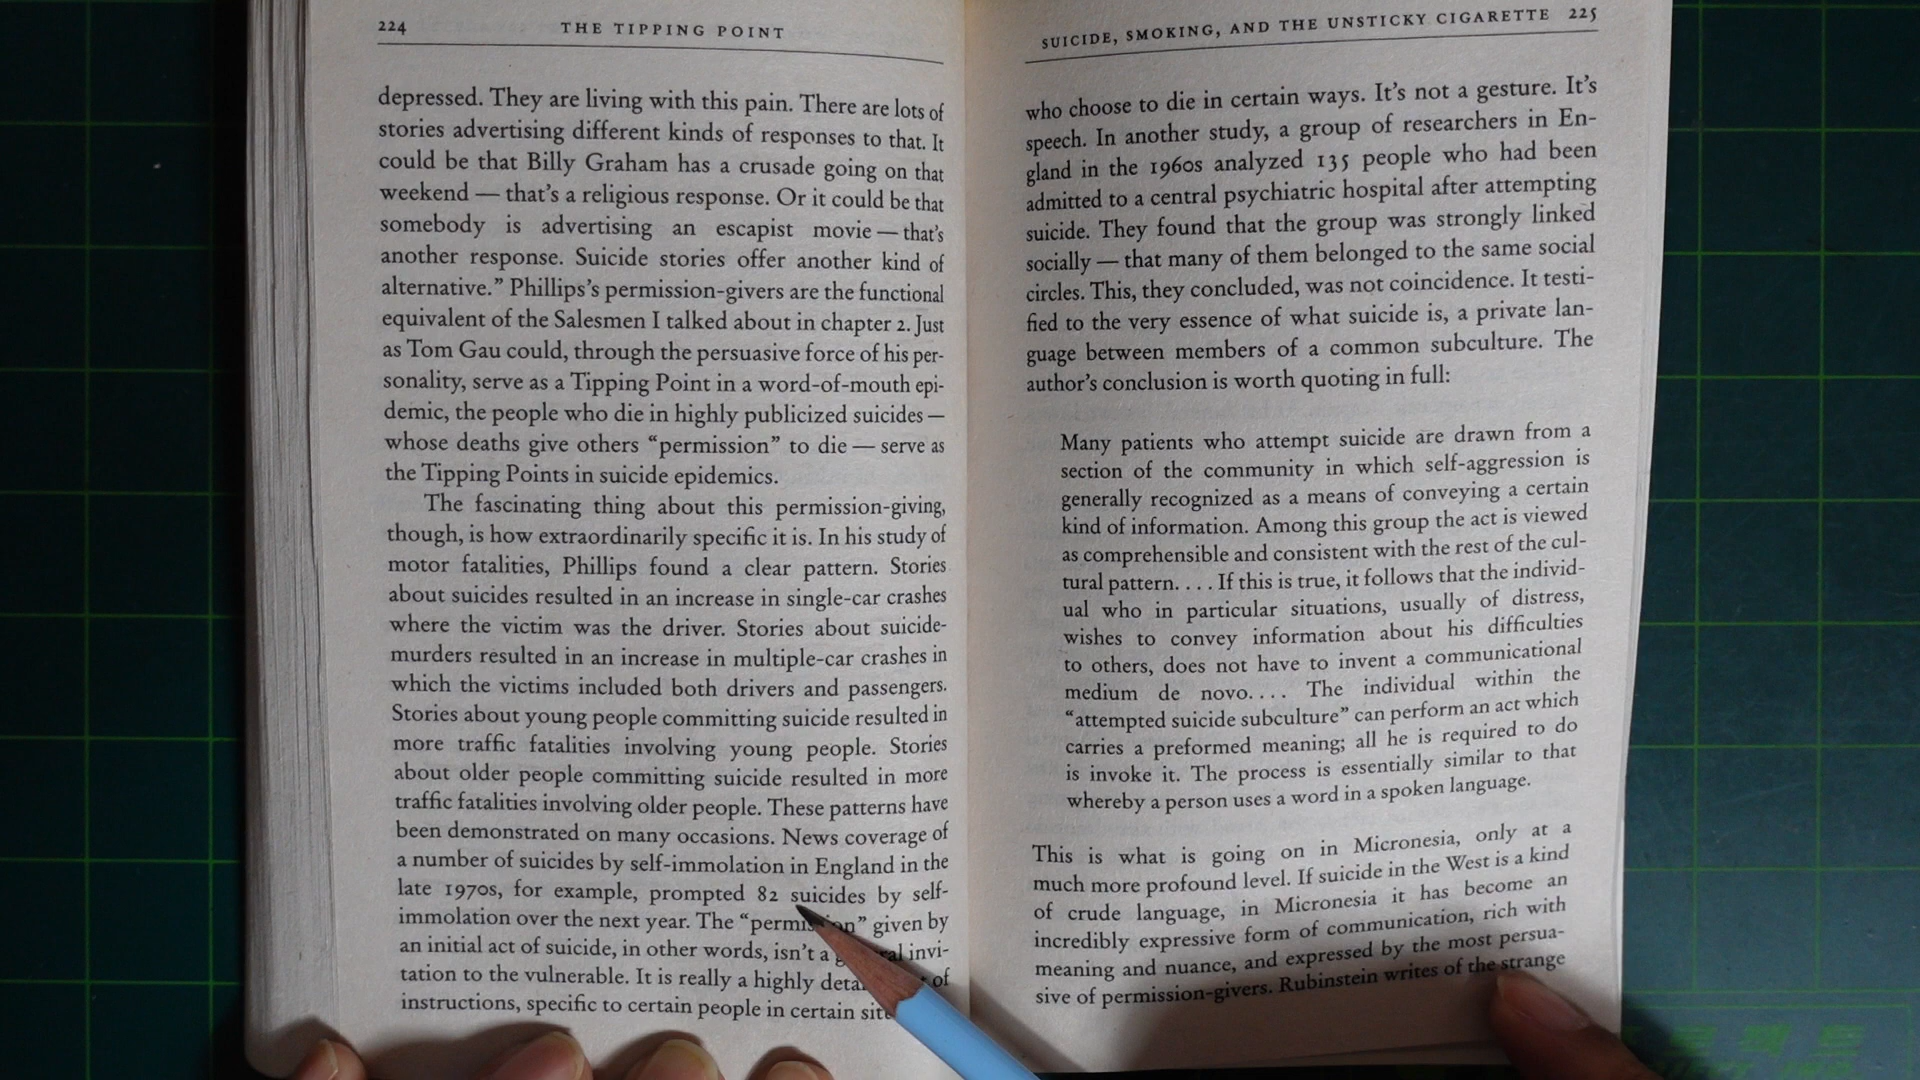 224 THE TIPPING POINT
depressed. They are living with this pain. There are lots of
stories advertising different kinds of responses to that. It
could be that Billy Graham has a crusade going on that
weekend — that's a religious response. Or it could be that
somebody is advertising an escapist movie — that's
another response. Suicide stories offer another kind of
alternative.” Phillips's permission-givers are the functional
equivalent of the Salesmen I talked about in chapter 2. Just
as Tom Gau could, through the persuasive force of his per-
sonality, serve as a Tipping Point in a word-of-mouth epi-
demic, the people who die in highly publicized suicides —
whose deaths give others “permission” to die — serve as
the Tipping Points in suicide epidemics.
The fascinating thing about this permission-giving,
though, is how extraordinarily specific it is. In his study of
motor fatalities, Phillips found a clear pattern. Stories
about suicides resulted in an increase in single-car crashes
where the victim was the driver. Stories about suicide-
murders resulted in an increase in multiple-car crashes in
which the victims included both drivers and passengers.
Stories about young people committing suicide resulted in
more traffic fatalities involving young people. Stories
about older people committing suicide resulted in more
traffic fatalities involving older people. These patterns have
been demonstrated on many occasions. News coverage of
a number of suicides by self-immolation in England in the
late 1970s, for example, prompted 82 suicides by self-
immolation over the next year. The “permission” given by
an initial act of suicide, in other words, isn't a general invi-
tation to the vulnerable. It is really a highly of
instructions, specific to certain people in certain
SUICIDE, SMOKING, AND THE UNSTICKY CIGARETTE 225
who choose to die in certain ways. It's not a gesture. It's
speech. In another study, a group of researchers in En-
gland in the 1960s analyzed 135 people who had been
admitted to a central psychiatric hospital after attempting
suicide. They found that the group was strongly linked
socially — that many of them belonged to the same social
circles. This, they concluded, was not coincidence. It testi-
fied to the very essence of what suicide is, a private lan-
guage between members of a common subculture. The
author's conclusion is worth quoting in full:
Many patients who attempt suicide are drawn from a
section of the community in which self-aggression is
generally recognized as a means of conveying a certain
kind of information. Among this group the act is viewed
as comprehensible and consistent with the rest of the cul-
tural pattern. . . . If this is true, it follows that the individ-
ual who in particular situations, usually of distress,
wishes to convey information about his difficulties
to others, does not have to invent a communicational
medium de novo. . . . The individual within the
“attempted suicide subculture” can perform an act which
carries a preformed meaning; all he is required to do
is invoke it. The process is essentially similar to that
whereby a person uses a word in a spoken language.
This is what is going on in Micronesia, only at a
much more profound level. If suicide in the West is a kind
of crude language, in Micronesia it has become an
incredibly expressive form of communication, rich with
meaning and nuance, and expressed by the most persua-
sive of permission-givers. Rubinstein writes of the strange